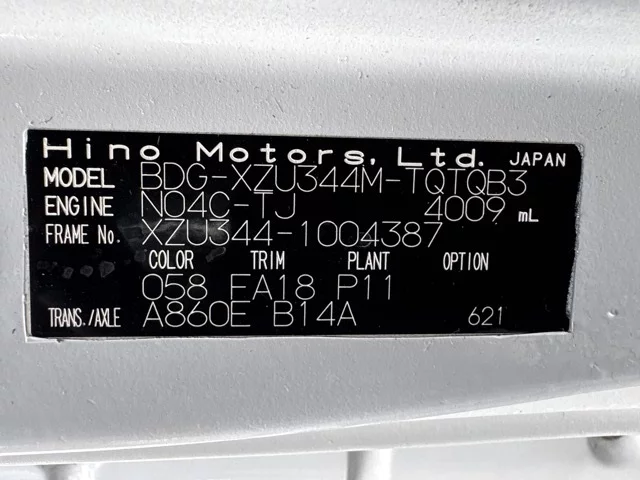 Hino Motors, Ltd. JAPAN
MODEL BDG-XZU344M-TQTQB3
ENGINE N04C-TJ 4009 mL
FRAME No. XZU344-1004387
COLOR TRIM PLANT OPTION
058 FA18 P11
TRANS./AXLE A860E B14A 621